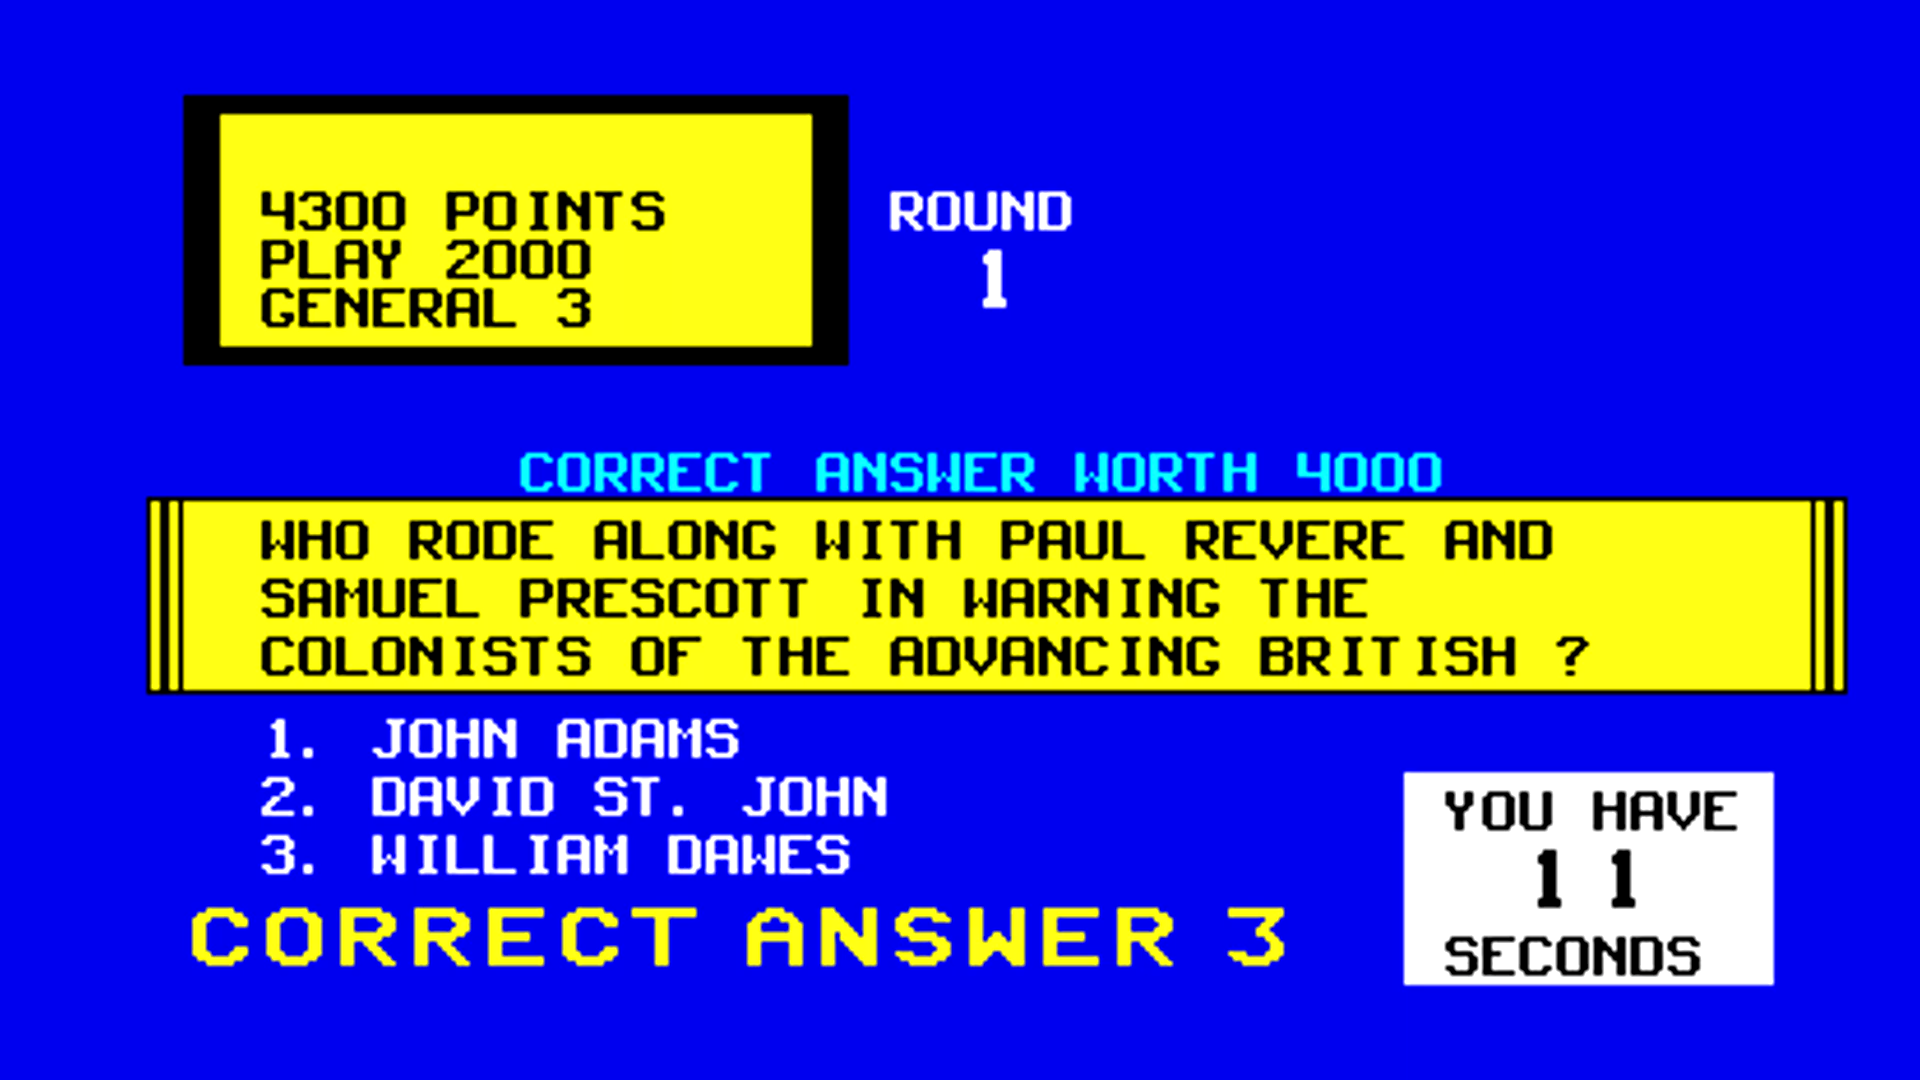 4300 POINTS
PLAY 2000
GENERAL 3
ROUND
1
CORRECT ANSWER WORTH 4000
WHO RODE ALONG WITH PAUL REVERE AND
SAMUEL PRESCOTT IN WARNING THE
COLONISTS OF THE ADVANCING BRITISH ?
1. JOHN ADAMS
2. DAVID ST. JOHN
3. WILLIAM DAWES
CORRECT ANSWER 3
YOU HAVE
11
SECONDS